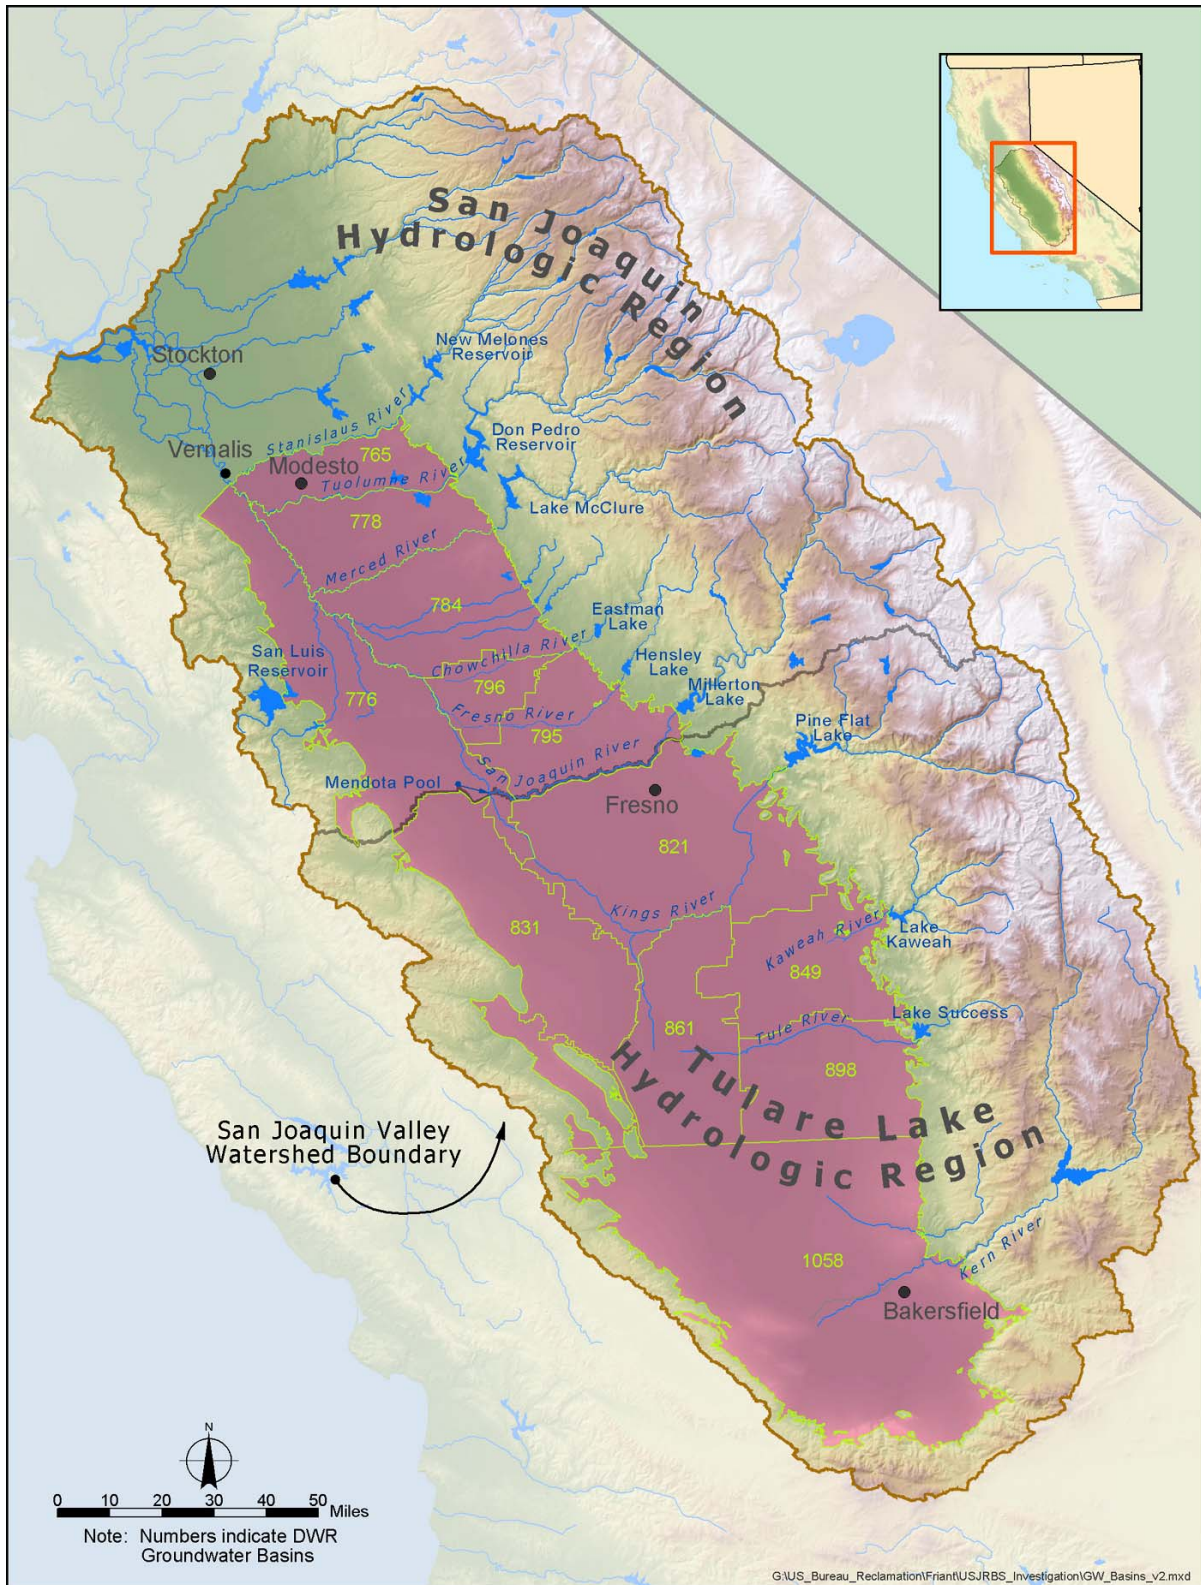 San Joaquin
Hydrologic Region
Stockton
New Melones
Reservoir
Stanislaus River
Don Pedro
Reservoir
Vernalis
765
Modesto
Tuolumne River
Lake McClure
778
Merced River
784
Eastman
Lake
San Luis
Reservoir
Chowchilla River
Hensley
Lake
796
Millerton
Lake
776
Fresno River
Pine Flat
Lake
795
San Joaquin River
Mendota Pool
Fresno
821
Kings River
831
Kaweah River
Lake
Kaweah
849
Lake Success
861
Tule River
898
Tulare Lake
Hydrologic Region
San Joaquin Valley
Watershed Boundary
Kern River
1058
Bakersfield
N
0 10 20 30 40 50
Miles
Note: Numbers indicate DWR
Groundwater Basins
G:\US_Bureau_Reclamation\Friant\USJRBS_Investigation\GW_Basins_v2.mxd